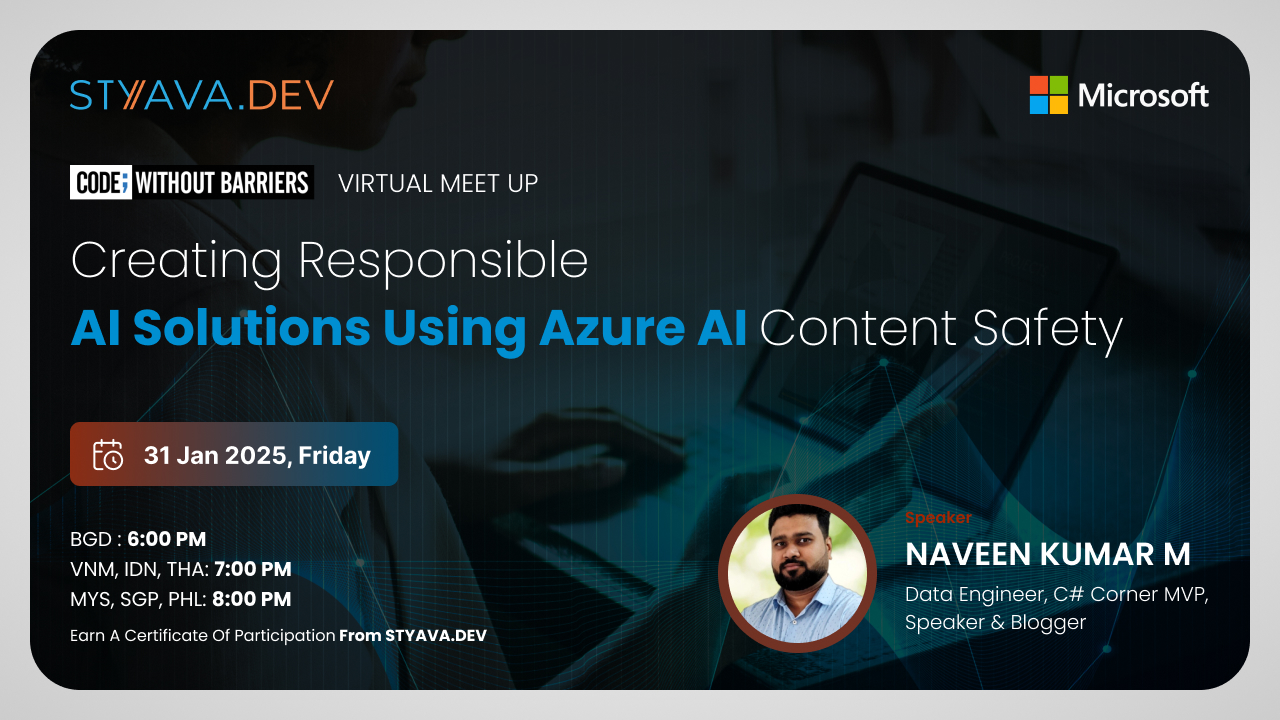 STYAVA.DEV
Microsoft
CODE; WITHOUT BARRIERS VIRTUAL MEET UP
Creating Responsible
AI Solutions Using Azure AI Content Safety
31 Jan 2025, Friday
BGD : 6:00 PM
VNM, IDN, THA: 7:00 PM
MYS, SGP, PHL: 8:00 PM
Earn A Certificate Of Participation From STYAVA.DEV
Speaker
NAVEEN KUMAR M
Data Engineer, C# Corner MVP,
Speaker & Blogger